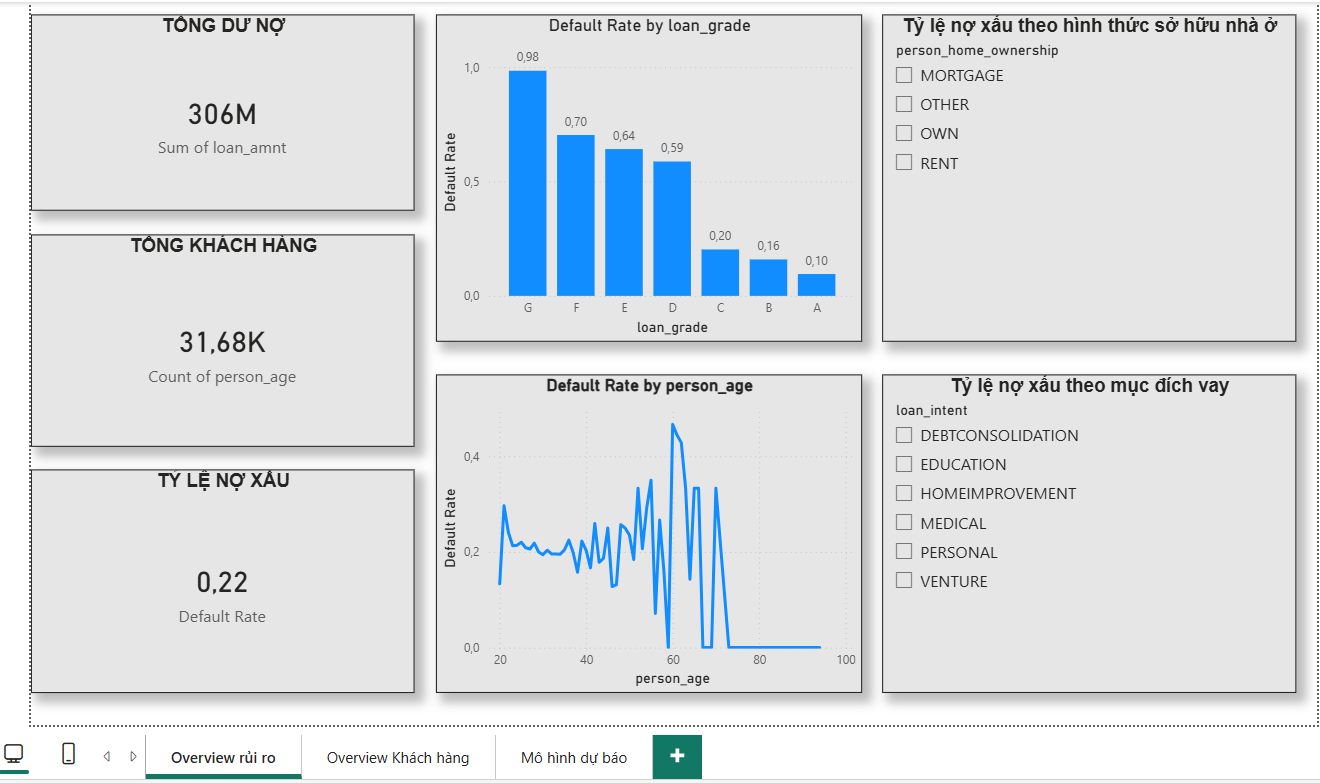 TỔNG DƯ NỢ
306M
Sum of loan_amnt
TỔNG KHÁCH HÀNG
31,68K
Count of person_age
TỶ LỆ NỢ XẤU
0,22
Default Rate
Default Rate by loan_grade
Default Rate
1,0
0,5
0,0
0,98
0,70
0,64
0,59
0,20
0,16
0,10
G F E D C B A
loan_grade
Default Rate by person_age
Default Rate
0,4
0,2
0,0
20 40 60 80 100
person_age
Tỷ lệ nợ xấu theo hình thức sở hữu nhà ở
person_home_ownership
MORTGAGE
OTHER
OWN
RENT
Tỷ lệ nợ xấu theo mục đích vay
loan_intent
DEBTCONSOLIDATION
EDUCATION
HOMEIMPROVEMENT
MEDICAL
PERSONAL
VENTURE
Overview rủi ro Overview Khách hàng Mô hình dự báo +